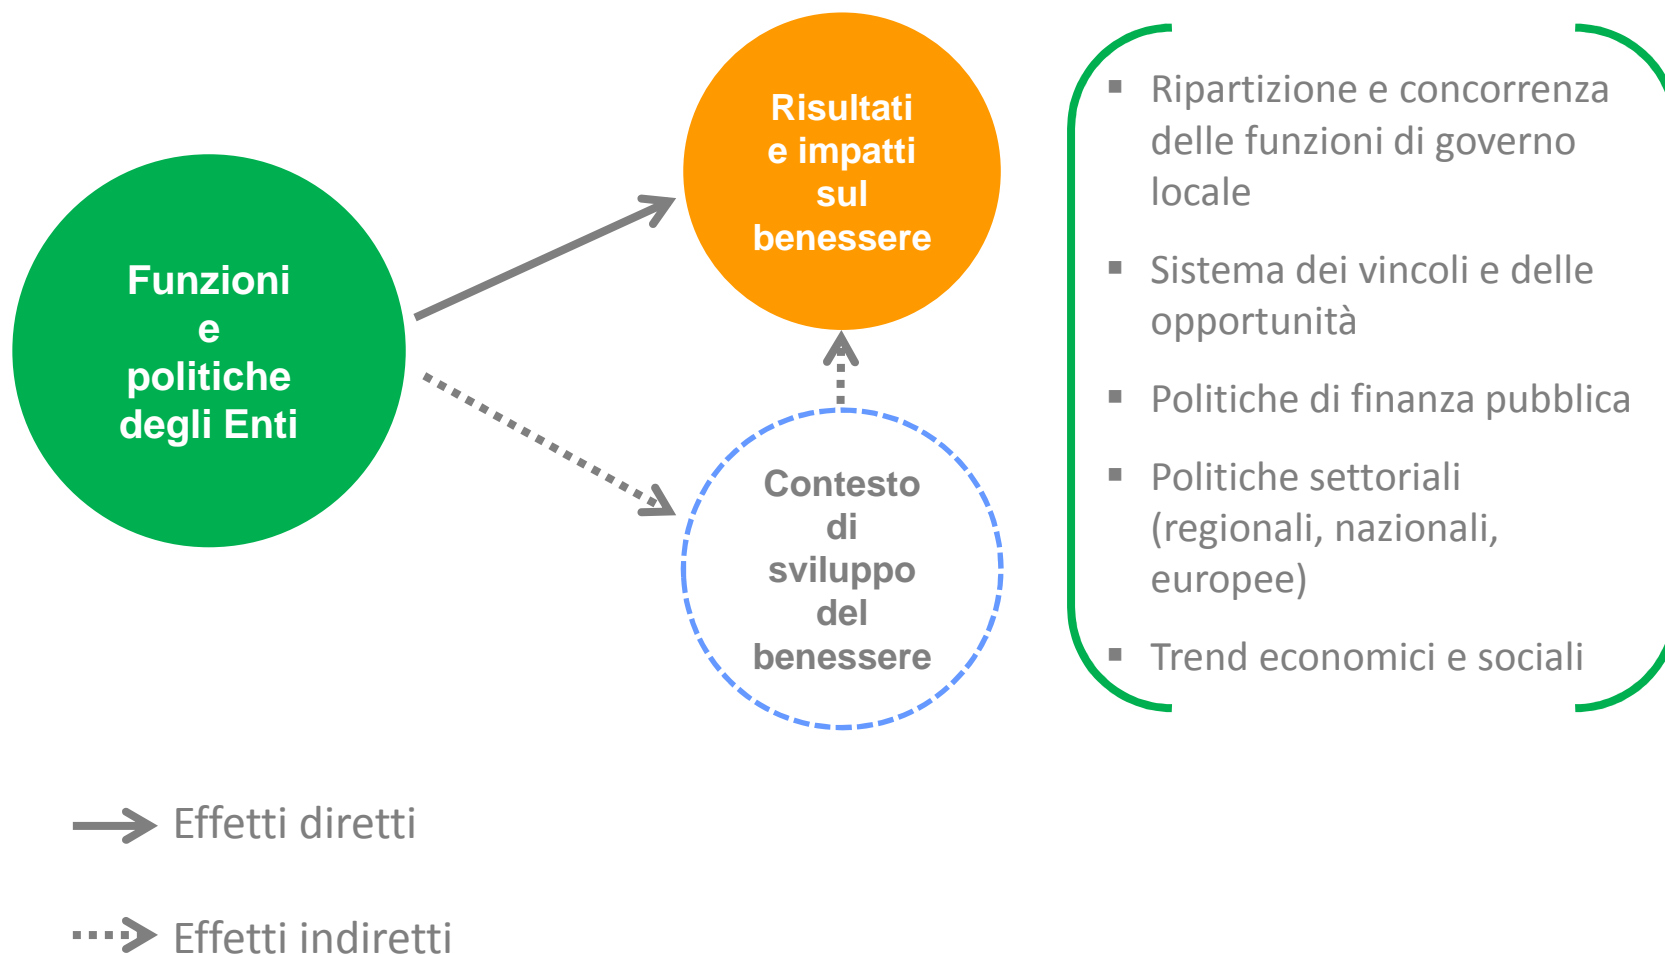 Funzioni
e
politiche
degli Enti
Risultati
e impatti
sul
benessere
Contesto
di
sviluppo
del
benessere
▪ Ripartizione e concorrenza
delle funzioni di governo
locale
▪ Sistema dei vincoli e delle
opportunità
▪ Politiche di finanza pubblica
▪ Politiche settoriali
(regionali, nazionali,
europee)
▪ Trend economici e sociali
Effetti diretti
Effetti indiretti